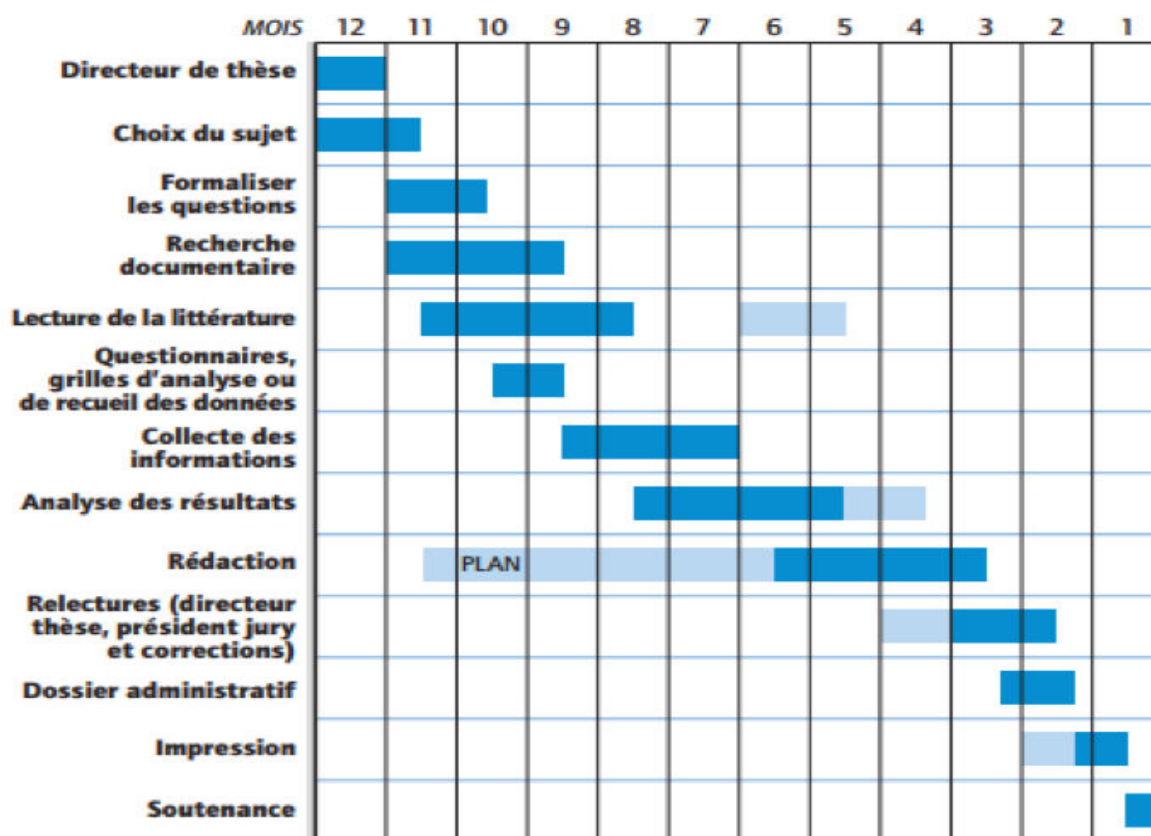 MOIS 12 11 10 9 8 7 6 5 4 3 2 1
Directeur de thèse
Choix du sujet
Formaliser
les questions
Recherche
documentaire
Lecture de la littérature
Questionnaires,
grilles d'analyse ou
de recueil des données
Collecte des
informations
Analyse des résultats
Rédaction
PLAN
Relectures (directeur
thèse, président jury
et corrections)
Dossier administratif
Impression
Soutenance